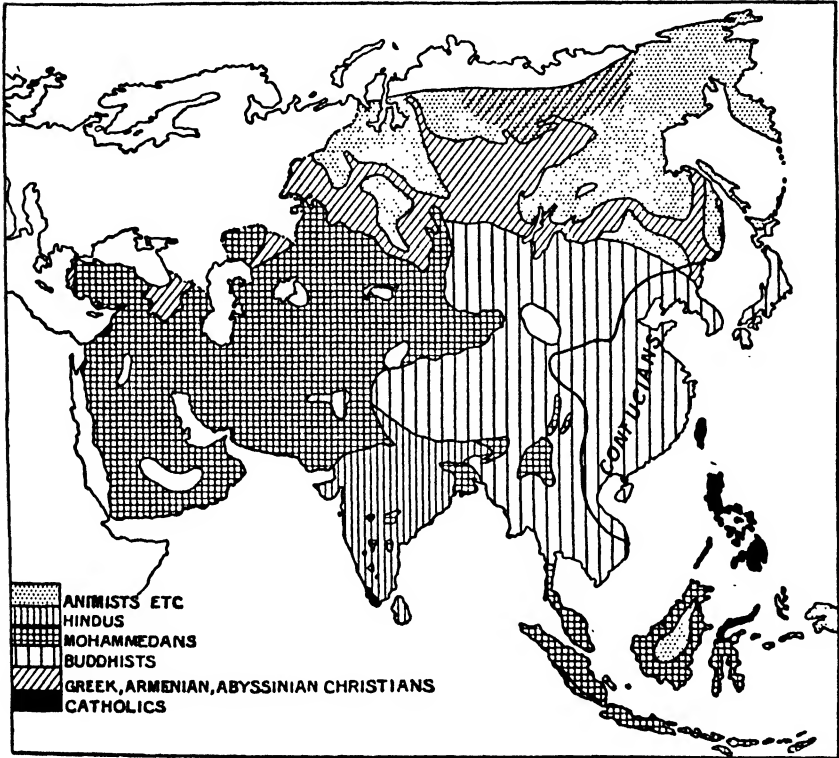 CONFUCIANS
ANIMISTS ETC
HINDUS
MOHAMMEDANS
BUDDHISTS
GREEK, ARMENIAN, ABYSSINIAN CHRISTIANS
CATHOLICS